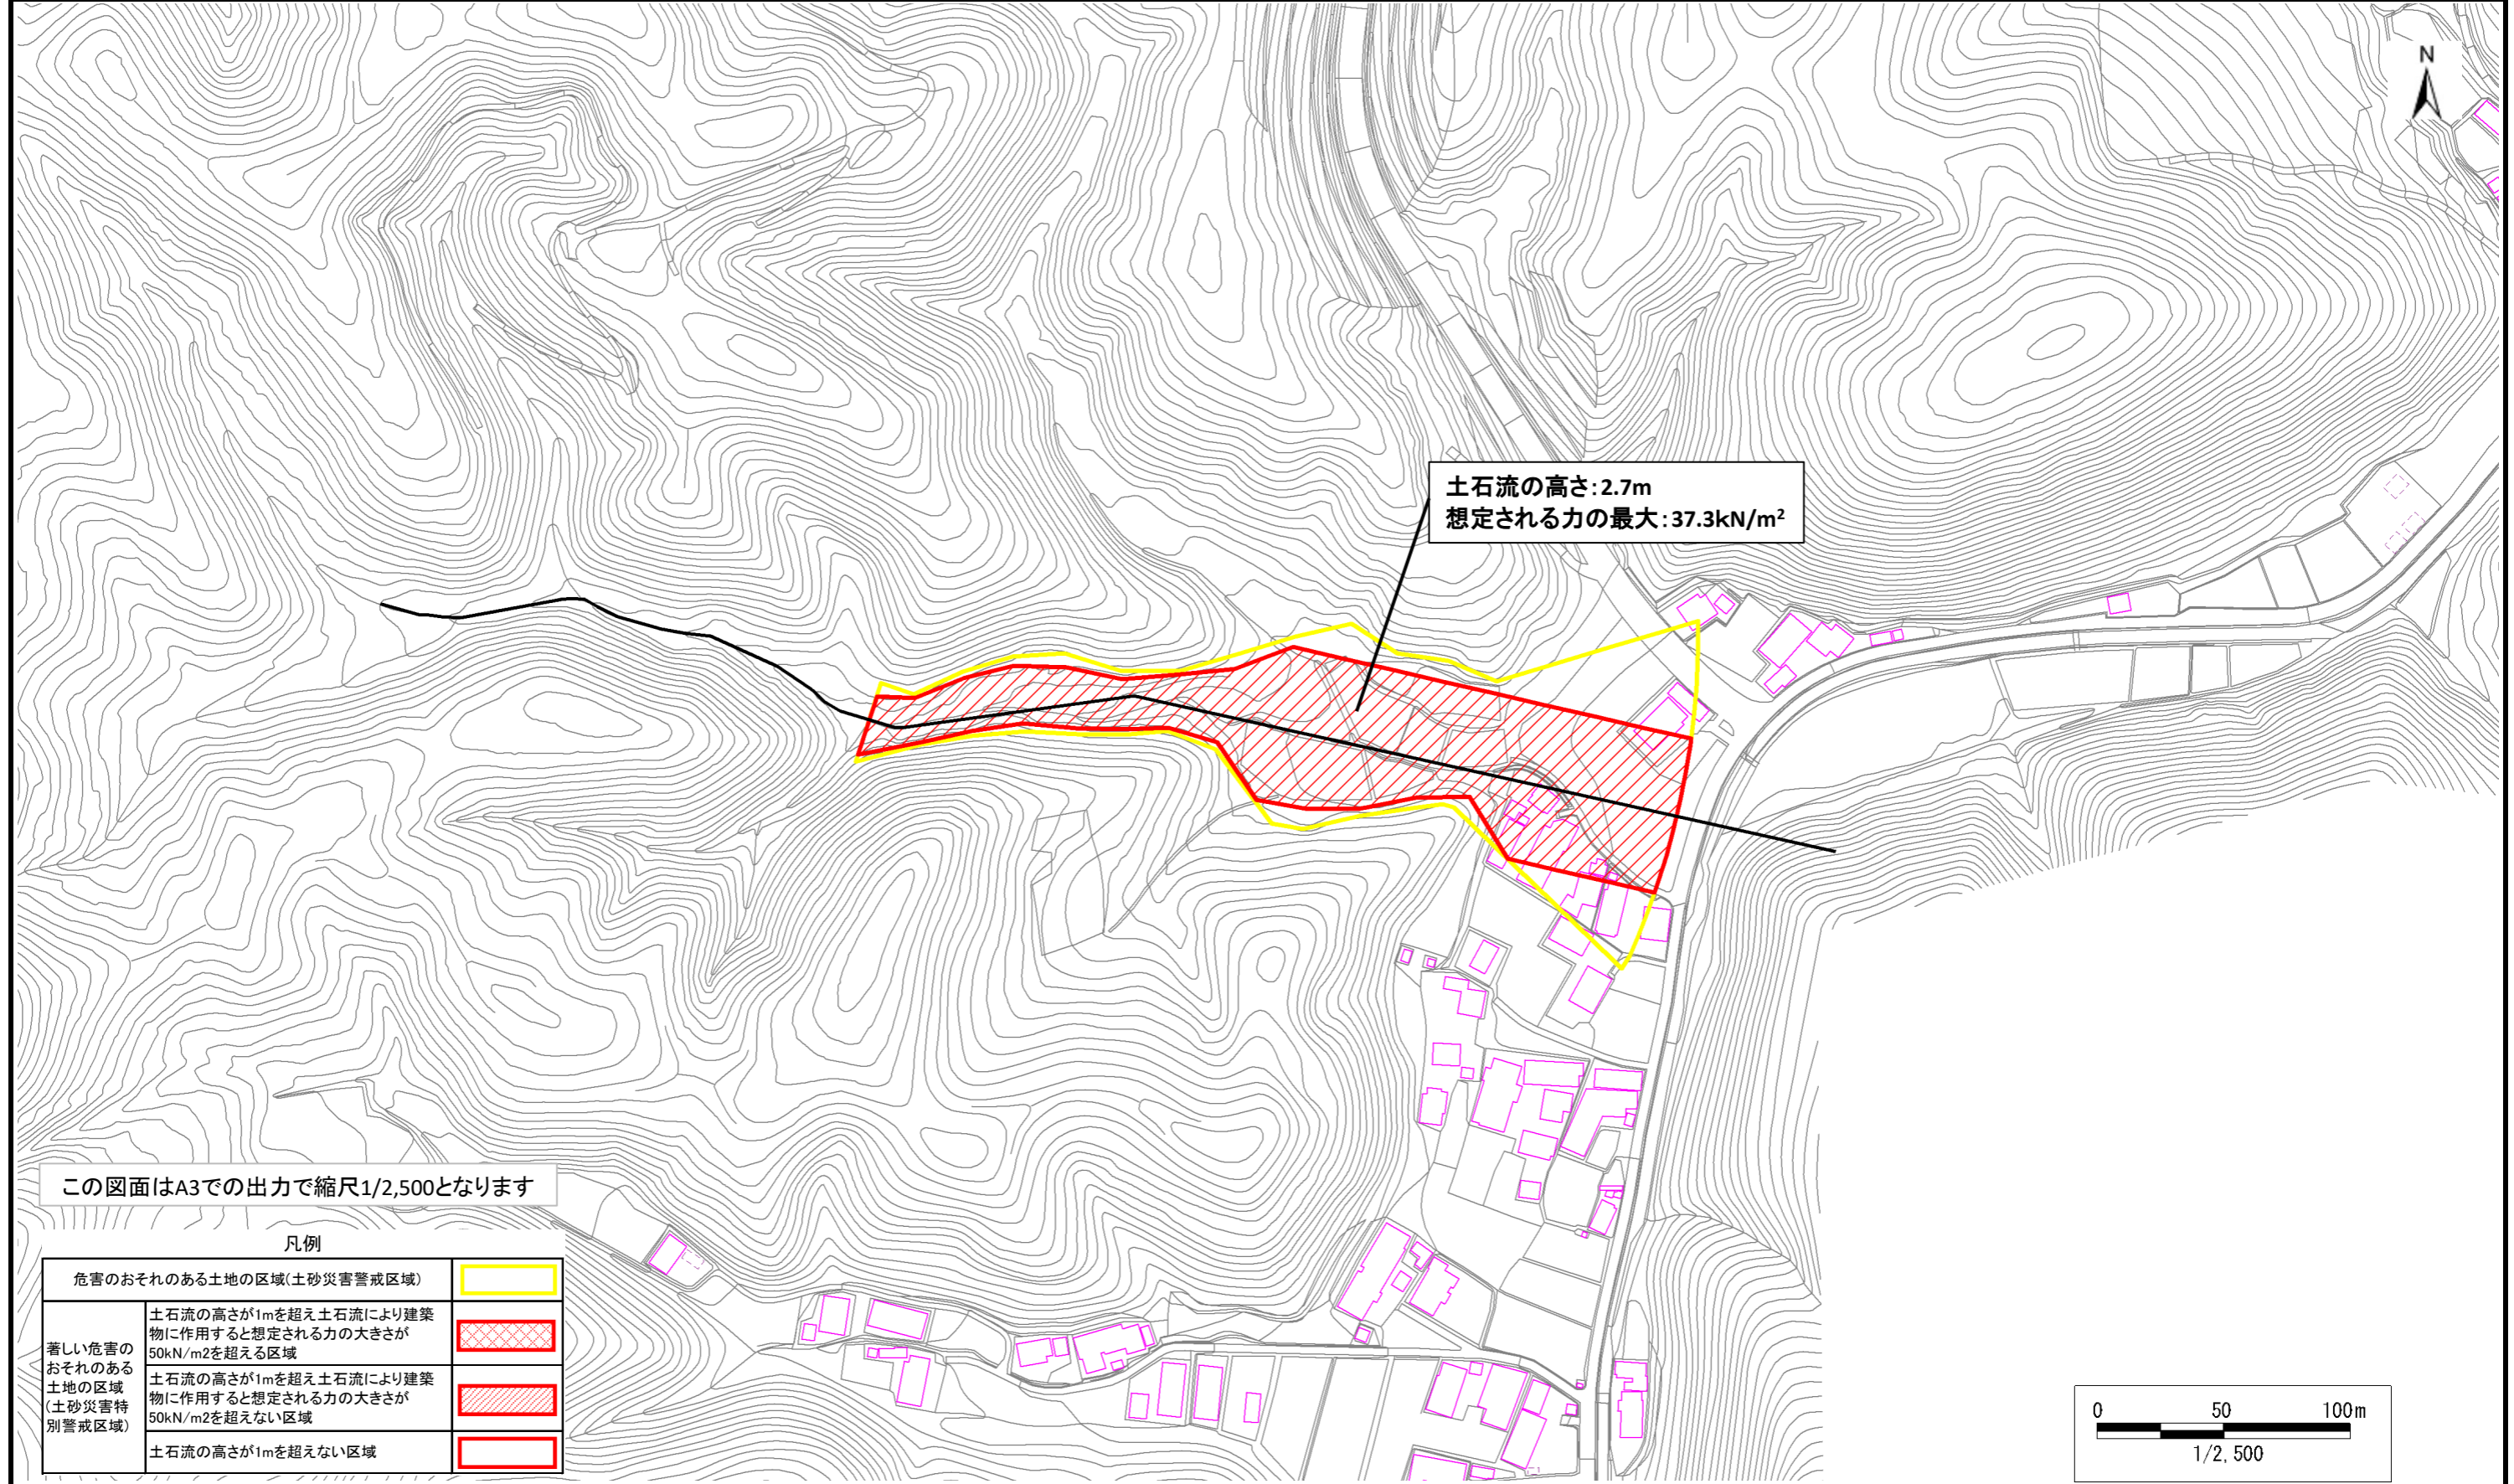 N
土石流の高さ:2.7m
想定される力の最大:37.3kN/m²
この図面はA3での出力で縮尺1/2,500となります
凡例
危害のおそれのある土地の区域(土砂災害警戒区域)
著しい危害の
おそれのある
土地の区域
(土砂災害特
別警戒区域)
土石流の高さが1mを超え土石流により建築
物に作用すると想定される力の大きさが
50kN/m2を超える区域
土石流の高さが1mを超え土石流により建築
物に作用すると想定される力の大きさが
50kN/m2を超えない区域
土石流の高さが1mを超えない区域
0 50 100m
1/2,500